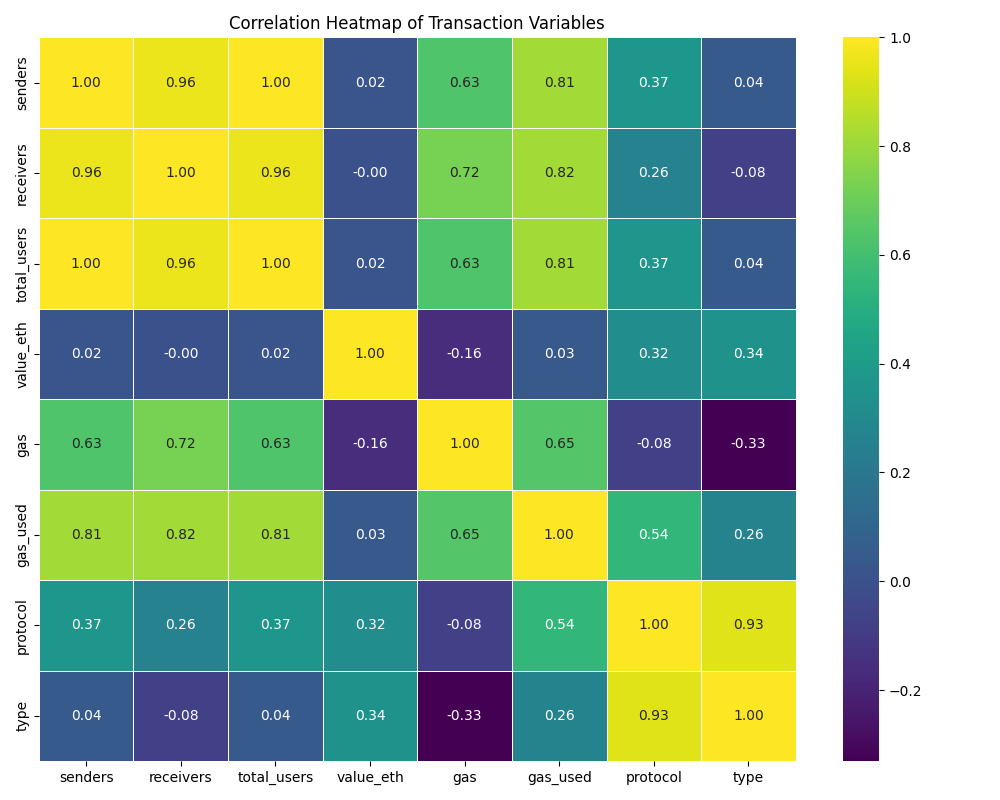 Correlation Heatmap of Transaction Variables
senders 1.00 0.96 1.00 0.02 0.63 0.81 0.37 0.04
receivers 0.96 1.00 0.96 -0.00 0.72 0.82 0.26 -0.08
total_users 1.00 0.96 1.00 0.02 0.63 0.81 0.37 0.04
value_eth 0.02 -0.00 0.02 1.00 -0.16 0.03 0.32 0.34
gas 0.63 0.72 0.63 -0.16 1.00 0.65 -0.08 -0.33
gas_used 0.81 0.82 0.81 0.03 0.65 1.00 0.54 0.26
protocol 0.37 0.26 0.37 0.32 -0.08 0.54 1.00 0.93
type 0.04 -0.08 0.04 0.34 -0.33 0.26 0.93 1.00
senders receivers total_users value_eth gas gas_used protocol type
1.0
0.8
0.6
0.4
0.2
0.0
−0.2